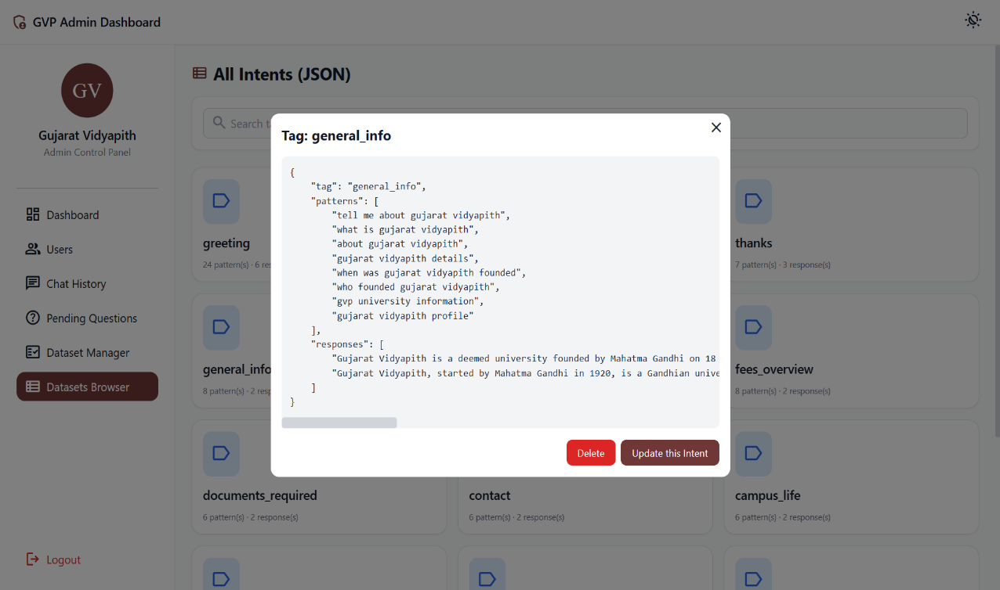 GVP Admin Dashboard
GV
Gujarat Vidyapith
Admin Control Panel
Dashboard
Users
Chat History
Pending Questions
Dataset Manager
Datasets Browser
Logout
All Intents (JSON)
Search
greeting
24 pattern(s) · 6
thanks
7 pattern(s) · 3 response(s)
general_info
8 pattern(s) · 2
fees_overview
8 pattern(s) · 2 response(s)
documents_required
6 pattern(s) · 2 response(s)
contact
6 pattern(s) · 2 response(s)
campus_life
6 pattern(s) · 2 response(s)
Tag: general_info
{
"tag": "general_info",
"patterns": [
"tell me about gujarat vidyapith",
"what is gujarat vidyapith",
"about gujarat vidyapith",
"gujarat vidyapith details",
"when was gujarat vidyapith founded",
"who founded gujarat vidyapith",
"gvp university information",
"gujarat vidyapith profile"
],
"responses": [
"Gujarat Vidyapith is a deemed university founded by Mahatma Gandhi on 18
"Gujarat Vidyapith, started by Mahatma Gandhi in 1920, is a Gandhian unive
]
}
Delete
Update this Intent